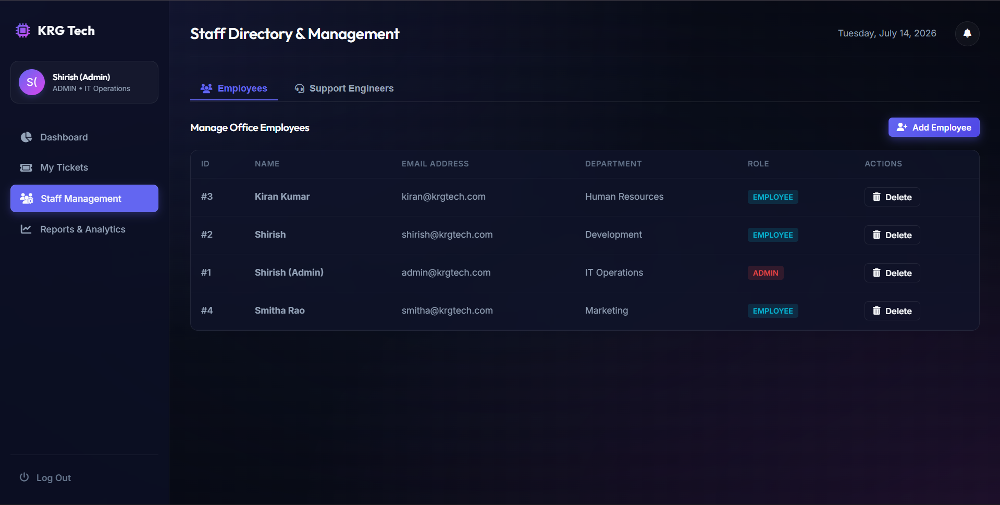 KRG Tech
S(
Shirish (Admin)
ADMIN • IT Operations
Dashboard
My Tickets
Staff Management
Reports & Analytics
Log Out
Staff Directory & Management
Tuesday, July 14, 2026
Employees Support Engineers
Manage Office Employees
Add Employee
ID NAME EMAIL ADDRESS DEPARTMENT ROLE ACTIONS
#3 Kiran Kumar kiran@krgtech.com Human Resources EMPLOYEE Delete
#2 Shirish shirish@krgtech.com Development EMPLOYEE Delete
#1 Shirish (Admin) admin@krgtech.com IT Operations ADMIN Delete
#4 Smitha Rao smitha@krgtech.com Marketing EMPLOYEE Delete